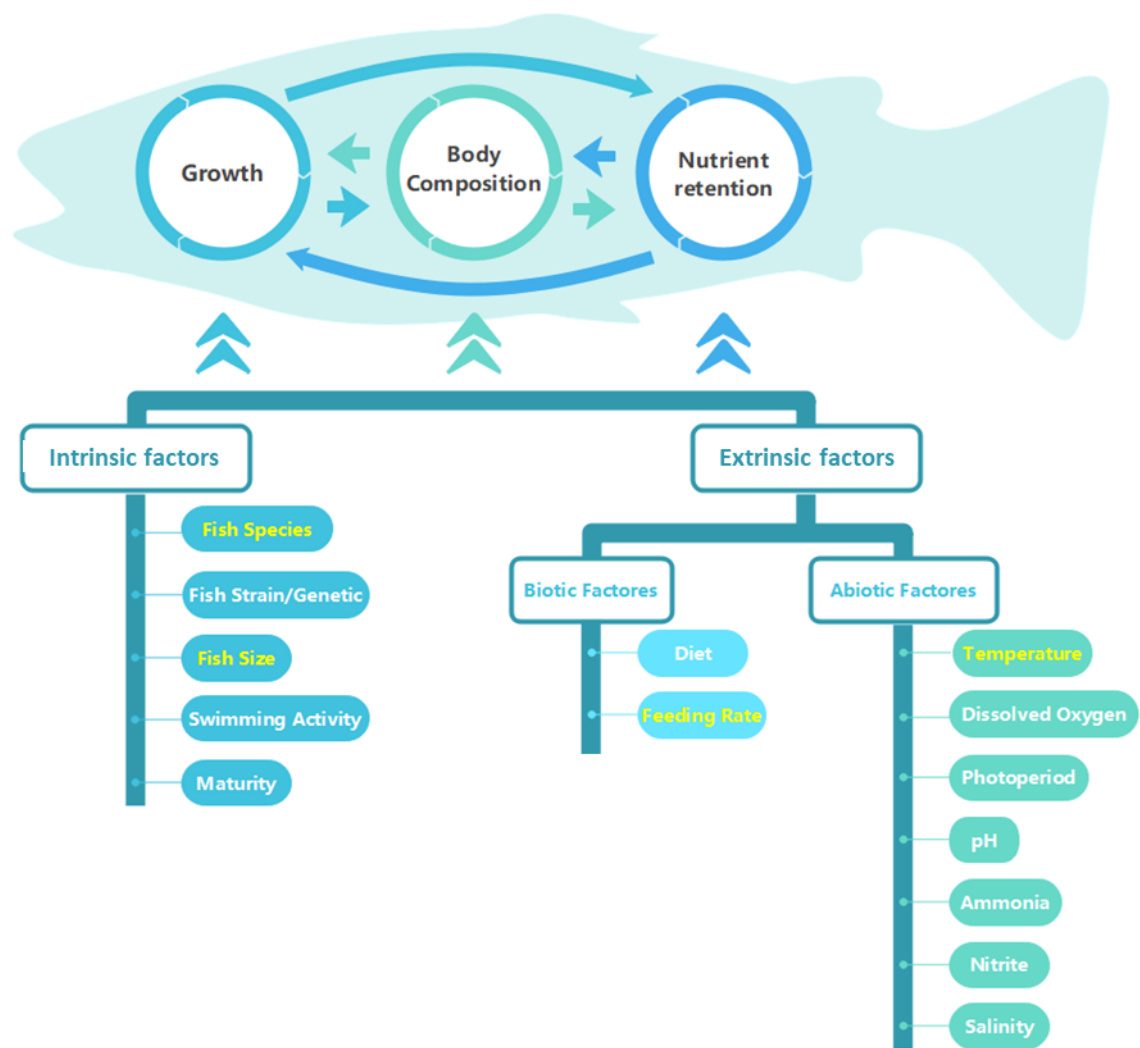 Growth
Body
Composition
Nutrient
retention
Intrinsic factors
Extrinsic factors
Fish Species
Fish Strain/Genetic
Fish Size
Swimming Activity
Maturity
Biotic Factores
Diet
Feeding Rate
Abiotic Factores
Temperature
Dissolved Oxygen
Photoperiod
pH
Ammonia
Nitrite
Salinity